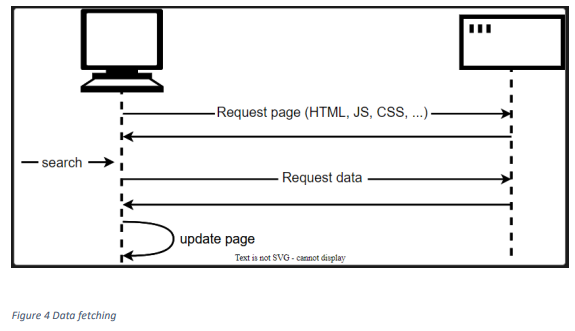 Request page (HTML, JS, CSS, ...)
search
Request data
update page
Text is not SVG - cannot display
Figure 4 Data fetching